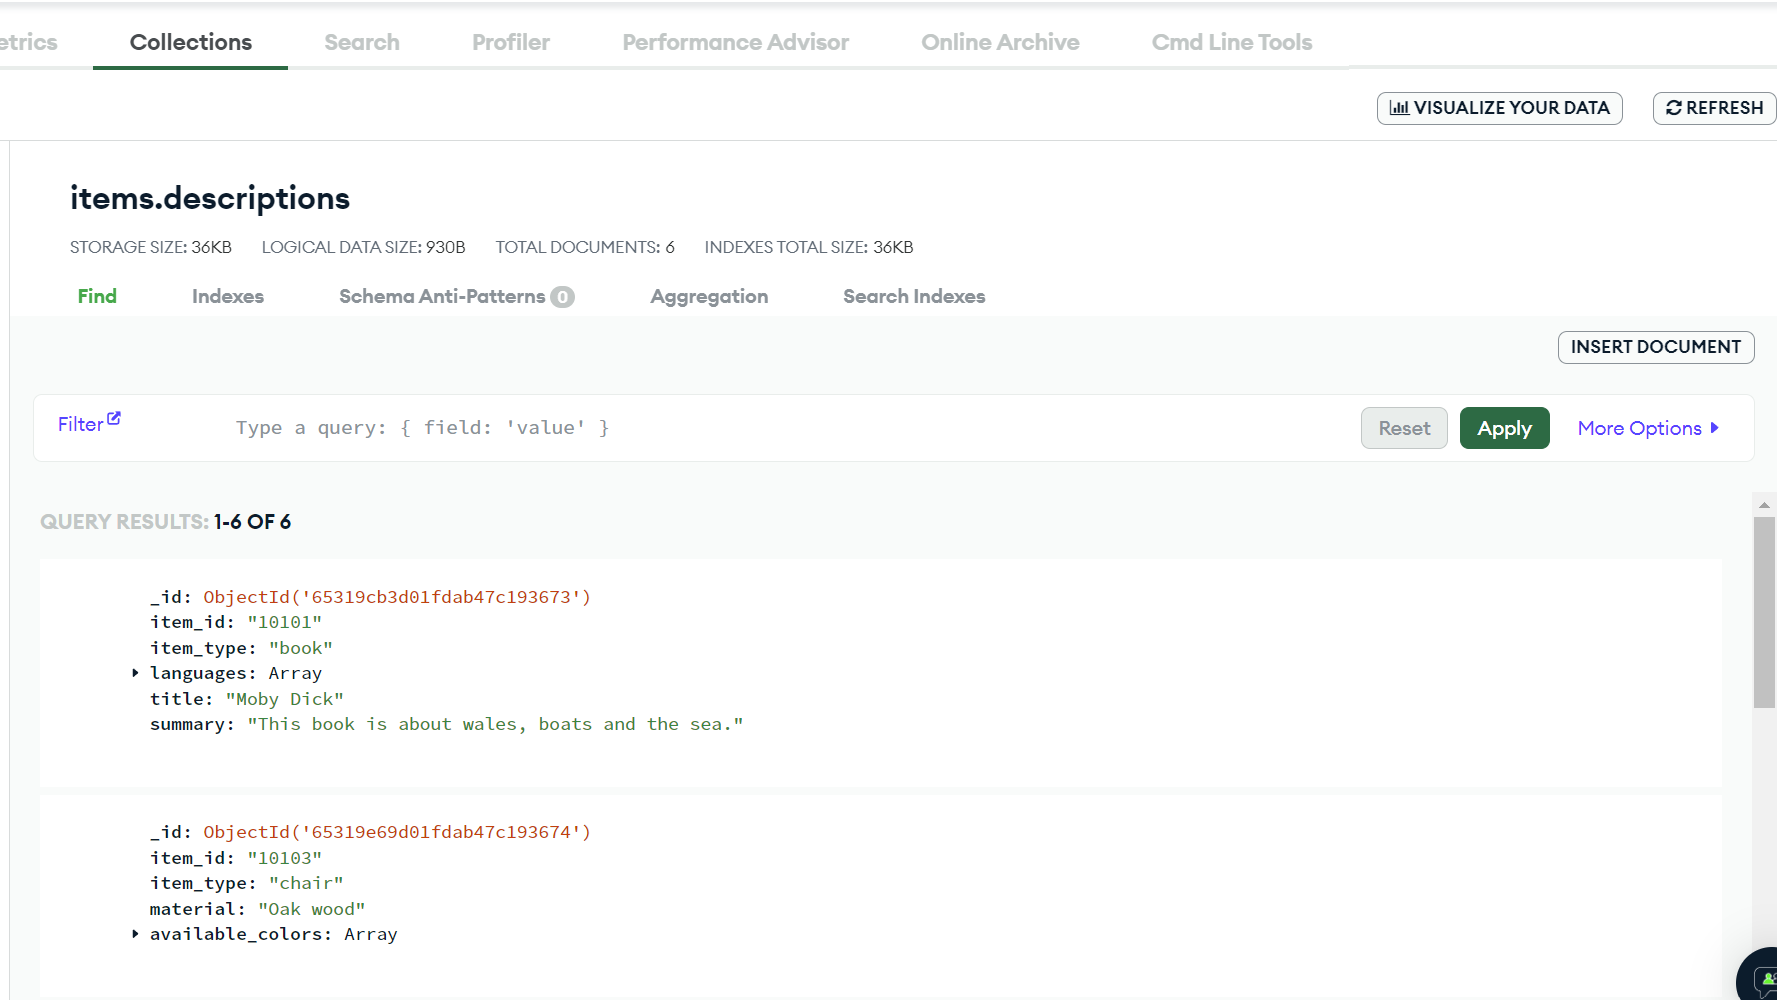 etrics Collections Search Profiler Performance Advisor Online Archive Cmd Line Tools
VISUALIZE YOUR DATA REFRESH
items.descriptions
STORAGE SIZE: 36KB LOGICAL DATA SIZE: 930B TOTAL DOCUMENTS: 6 INDEXES TOTAL SIZE: 36KB
Find Indexes Schema Anti-Patterns 0 Aggregation Search Indexes
INSERT DOCUMENT
Filter Type a query: { field: 'value' } Reset Apply More Options
QUERY RESULTS: 1-6 OF 6
_id: ObjectId('65319cb3d01fdab47c193673')
item_id: "10101"
item_type: "book"
languages: Array
title: "Moby Dick"
summary: "This book is about wales, boats and the sea."
_id: ObjectId('65319e69d01fdab47c193674')
item_id: "10103"
item_type: "chair"
material: "Oak wood"
available_colors: Array